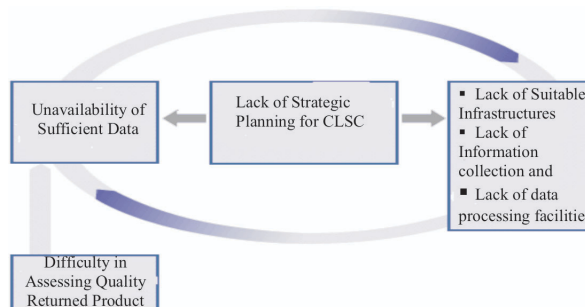 Unavailability of
Sufficient Data
Lack of Strategic
Planning for CLSC
▪ Lack of Suitable
Infrastructures
▪ Lack of
Information
collection and
▪ Lack of data
processing facilitie
Difficulty in
Assessing Quality
Returned Product